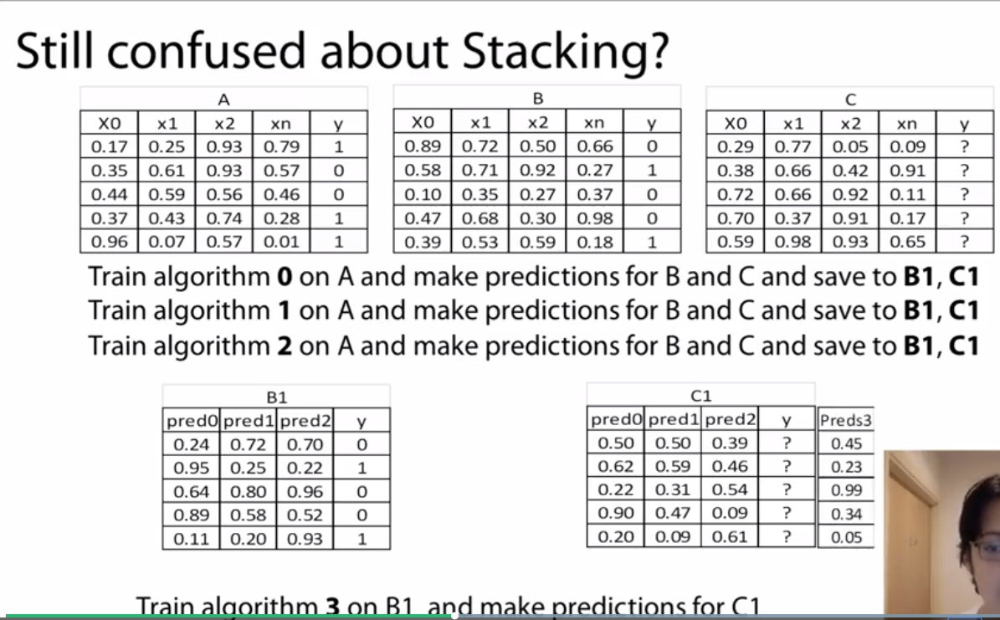 Still confused about Stacking?
A
X0 x1 x2 xn y
0.17 0.25 0.93 0.79 1
0.35 0.61 0.93 0.57 0
0.44 0.59 0.56 0.46 0
0.37 0.43 0.74 0.28 1
0.96 0.07 0.57 0.01 1
B
X0 x1 x2 xn y
0.89 0.72 0.50 0.66 0
0.58 0.71 0.92 0.27 1
0.10 0.35 0.27 0.37 0
0.47 0.68 0.30 0.98 0
0.39 0.53 0.59 0.18 1
C
X0 x1 x2 xn y
0.29 0.77 0.05 0.09 ?
0.38 0.66 0.42 0.91 ?
0.72 0.66 0.92 0.11 ?
0.70 0.37 0.91 0.17 ?
0.59 0.98 0.93 0.65 ?
Train algorithm 0 on A and make predictions for B and C and save to B1, C1
Train algorithm 1 on A and make predictions for B and C and save to B1, C1
Train algorithm 2 on A and make predictions for B and C and save to B1, C1
B1
pred0 pred1 pred2 y
0.24 0.72 0.70 0
0.95 0.25 0.22 1
0.64 0.80 0.96 0
0.89 0.58 0.52 0
0.11 0.20 0.93 1
C1
pred0 pred1 pred2 y Preds3
0.50 0.50 0.39 ? 0.45
0.62 0.59 0.46 ? 0.23
0.22 0.31 0.54 ? 0.99
0.90 0.47 0.09 ? 0.34
0.20 0.09 0.61 ? 0.05
Train algorithm 3 on B1 and make predictions for C1